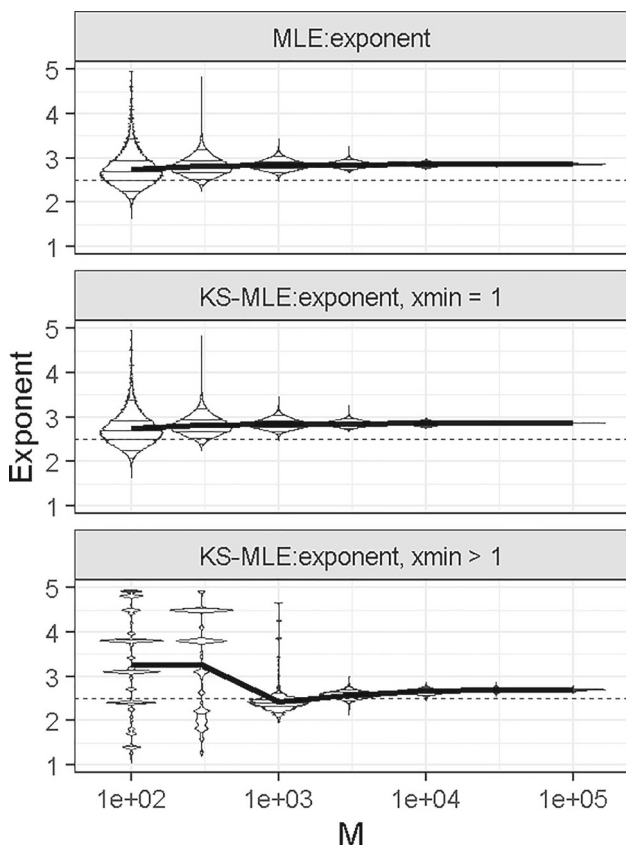 MLE:exponent
5
4
3
2
1
KS-MLE:exponent, xmin = 1
5
4
3
2
1
Exponent
KS-MLE:exponent, xmin > 1
5
4
3
2
1
1e+02 1e+03 1e+04 1e+05
M